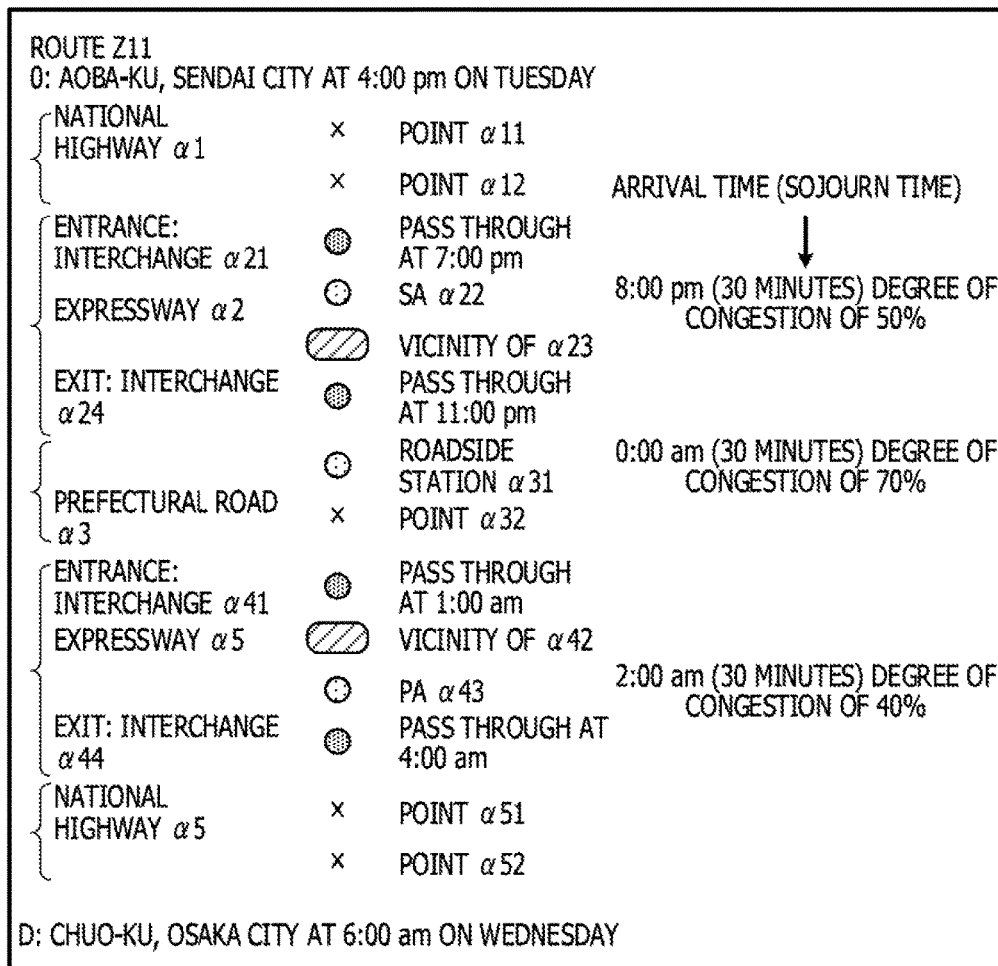 ROUTE Z11
0: AOBA-KU, SENDAI CITY AT 4:00 pm ON TUESDAY
NATIONAL
HIGHWAY α1
× POINT α11
× POINT α12
ARRIVAL TIME (SOJOURN TIME)
ENTRANCE:
INTERCHANGE α21
PASS THROUGH
AT 7:00 pm
EXPRESSWAY α2
SA α22
8:00 pm (30 MINUTES) DEGREE OF
CONGESTION OF 50%
VICINITY OF α23
EXIT: INTERCHANGE
α24
PASS THROUGH
AT 11:00 pm
ROADSIDE
STATION α31
0:00 am (30 MINUTES) DEGREE OF
CONGESTION OF 70%
PREFECTURAL ROAD
α3
× POINT α32
ENTRANCE:
INTERCHANGE α41
PASS THROUGH
AT 1:00 am
EXPRESSWAY α5
VICINITY OF α42
PA α43
2:00 am (30 MINUTES) DEGREE OF
CONGESTION OF 40%
EXIT: INTERCHANGE
α44
PASS THROUGH AT
4:00 am
NATIONAL
HIGHWAY α5
× POINT α51
× POINT α52
D: CHUO-KU, OSAKA CITY AT 6:00 am ON WEDNESDAY